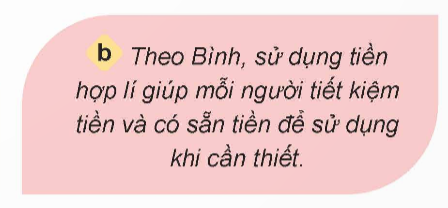 b Theo Bình, sử dụng tiền
hợp lí giúp mỗi người tiết kiệm
tiền và có sẵn tiền để sử dụng
khi cần thiết.